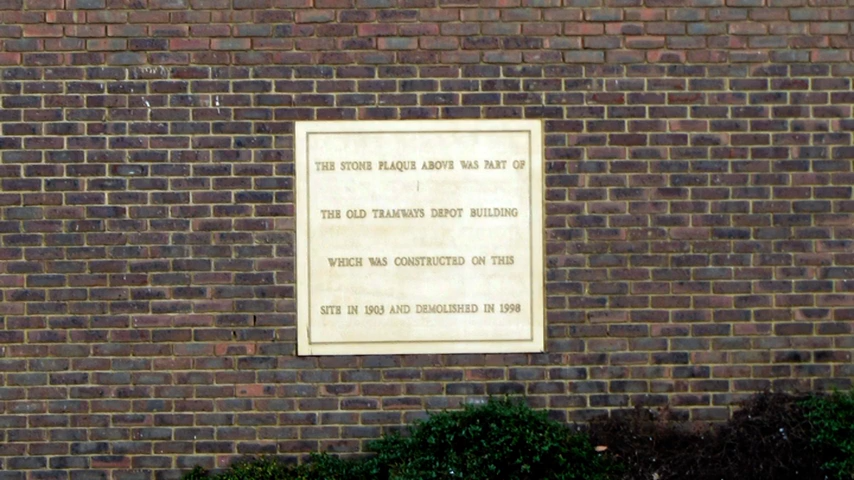 THE STONE PLAQUE ABOVE WAS PART OF
THE OLD TRAMWAYS DEPOT BUILDING
WHICH WAS CONSTRUCTED ON THIS
SITE IN 1903 AND DEMOLISHED IN 1998